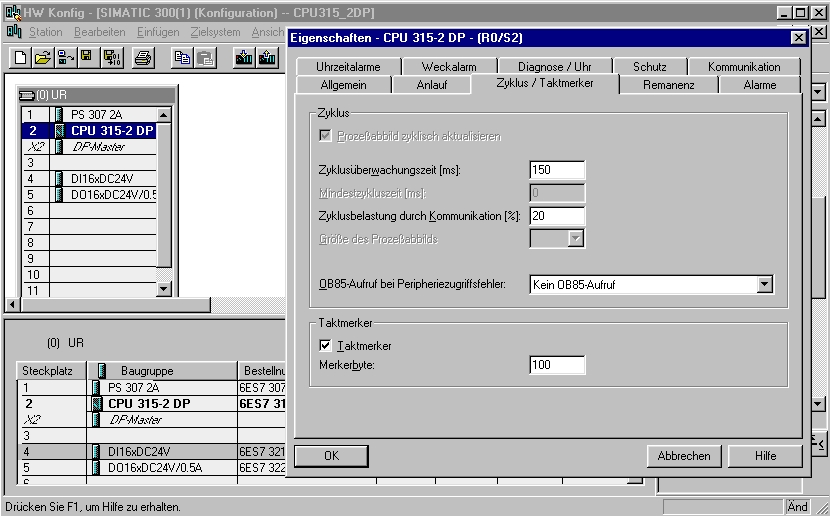 HW Konfig - [SIMATIC 300(1) (Konfiguration) -- CPU315_2DP]
Station Bearbeiten Einfügen Zielsystem Ansich
(0) UR
1 PS 307 2A
2 CPU 315-2 DP
X2 DP-Master
3
4 DI16xDC24V
5 DO16xDC24V/0.5
6
7
8
9
10
11
(0) UR
Steckplatz Baugruppe Bestellnu
1 PS 307 2A 6ES7 307
2 CPU 315-2 DP 6ES7 31
X2 DP-Master
3
4 DI16xDC24V 6ES7 321
5 DO16xDC24V/0.5A 6ES7 322
6
Eigenschaften - CPU 315-2 DP - (R0/S2)
Uhrzeitalarme Weckalarm Diagnose / Uhr Schutz Kommunikation
Allgemein Anlauf Zyklus / Taktmerker Remanenz Alarme
Zyklus
Prozeßabbild zyklisch aktualisieren
Zyklusüberwachungszeit [ms]: 150
Mindestzykluszeit [ms]: 0
Zyklusbelastung durch Kommunikation [%]: 20
Größe des Prozeßabbilds
OB85-Aufruf bei Peripheriezugriffsfehler: Kein OB85-Aufruf
Taktmerker
Taktmerker
Merkerbyte: 100
OK Abbrechen Hilfe
Drücken Sie F1, um Hilfe zu erhalten. Änd